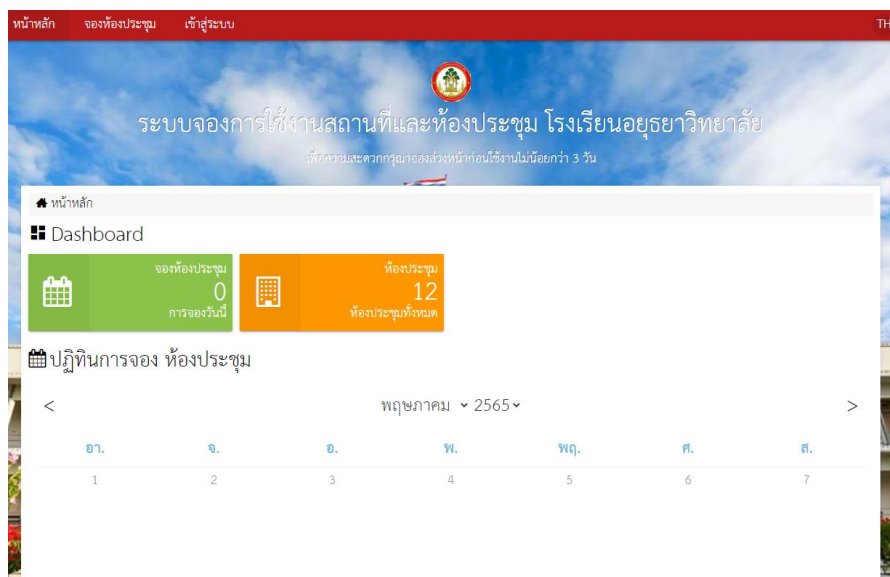 หน้าหลัก จองห้องประชุม เข้าสู่ระบบ TH
ระบบจองการใช้งานสถานที่และห้องประชุม โรงเรียนอยุธยาวิทยาลัย
เพื่อความสะดวกกรุณาจองล่วงหน้าก่อนใช้งานไม่น้อยกว่า 3 วัน
หน้าหลัก
Dashboard
จองห้องประชุม
0
การจองวันนี้
ห้องประชุม
12
ห้องประชุมทั้งหมด
ปฏิทินการจอง ห้องประชุม
< พฤษภาคม 2565 >
อา. จ. อ. พ. พฤ. ศ. ส.
1 2 3 4 5 6 7